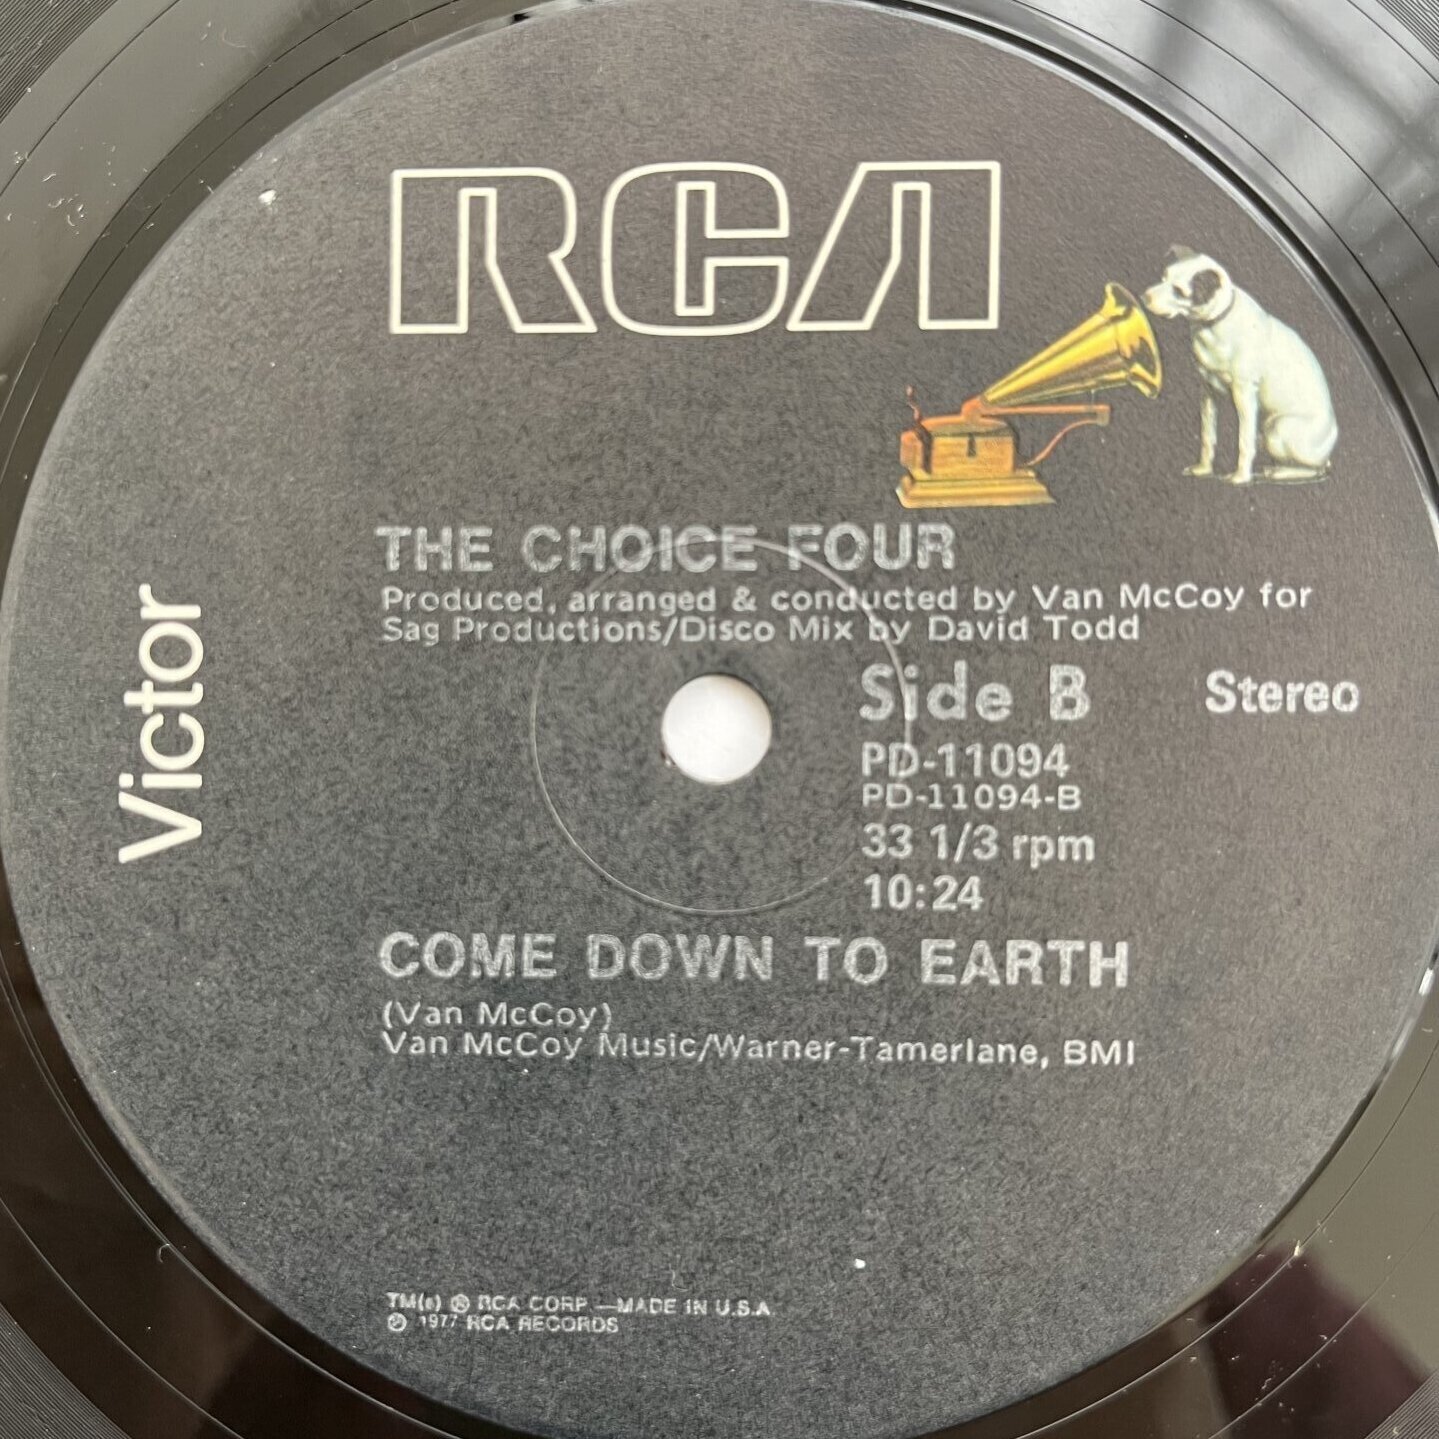 RCA
Victor
THE CHOICE FOUR
Produced, arranged & conducted by Van McCoy for
Sag Productions/Disco Mix by David Todd
Side B Stereo
PD-11094
PD-11094-B
33 1/3 rpm
10:24
COME DOWN TO EARTH
(Van McCoy)
Van McCoy Music/Warner-Tamerlane, BMI
TM(s) ® RCA CORP.—MADE IN U.S.A.
℗ 1977 RCA RECORDS